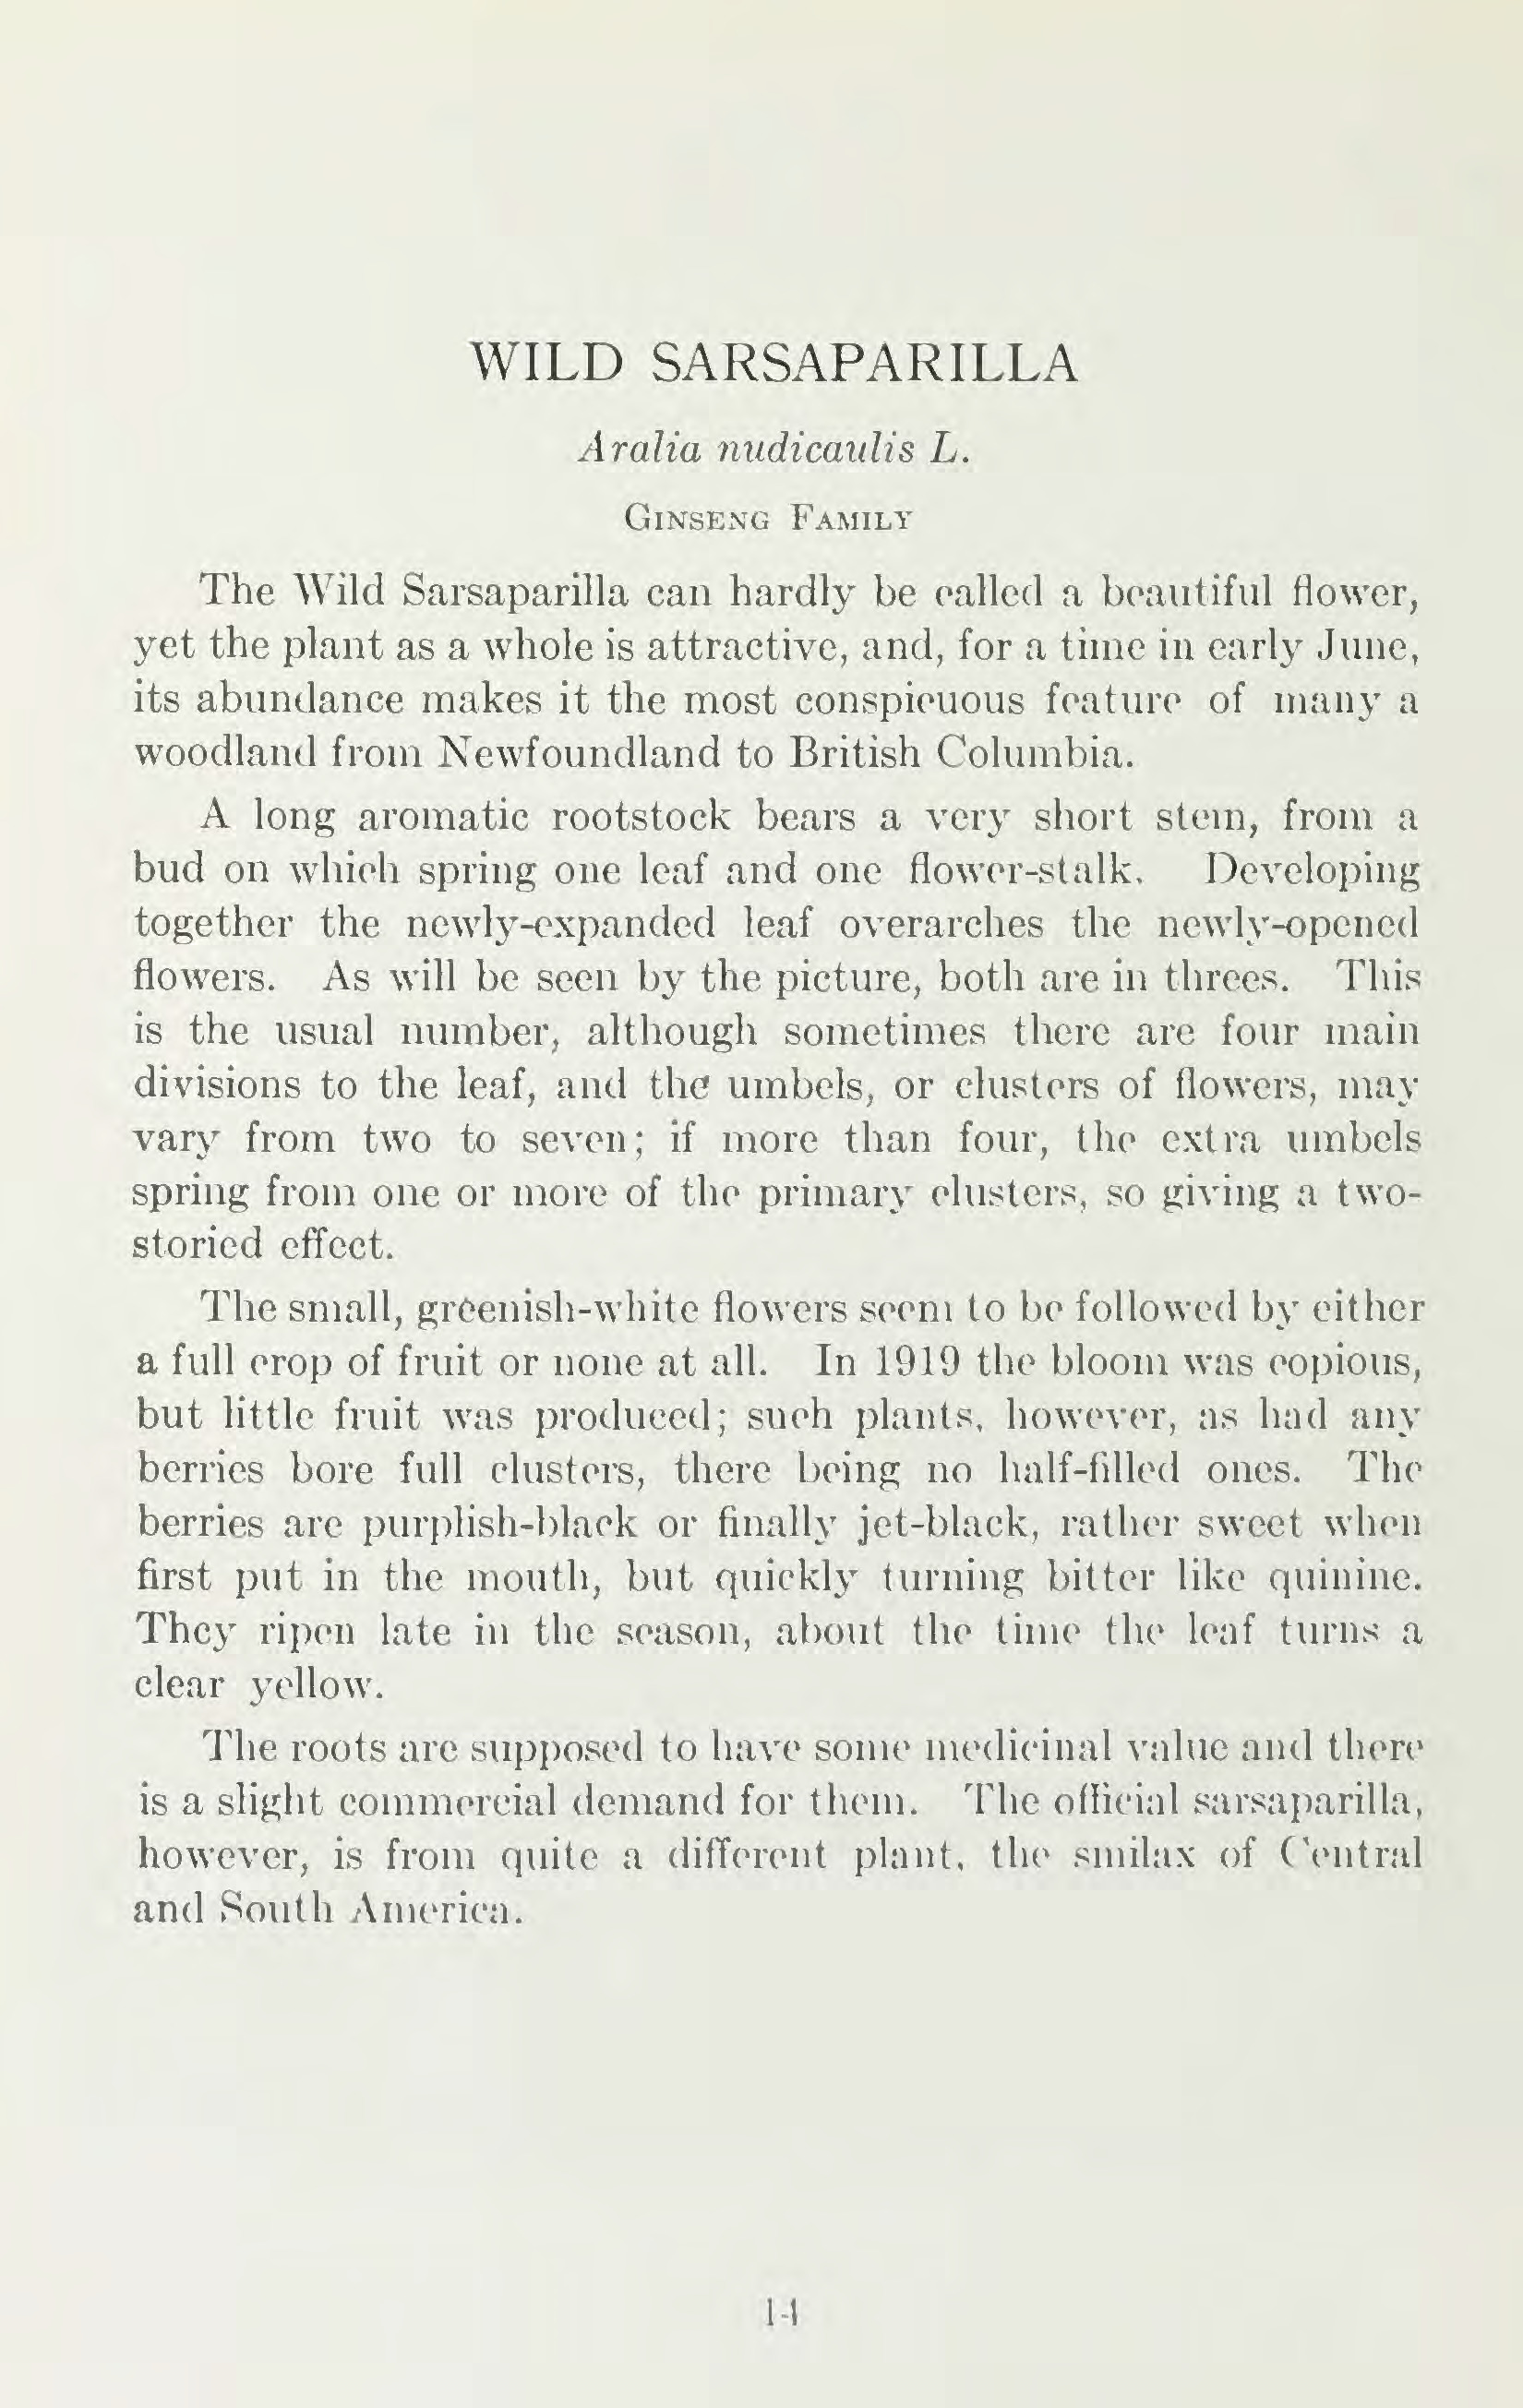 WILD SARSAPARILLA
Aralia nudicaulis L.
GINSENG FAMILY
The Wild Sarsaparilla can hardly be called a beautiful flower,
yet the plant as a whole is attractive, and, for a time in early June,
its abundance makes it the most conspicuous feature of many a
woodland from Newfoundland to British Columbia.
A long aromatic rootstock bears a very short stem, from a
bud on which spring one leaf and one flower-stalk. Developing
together the newly-expanded leaf overarches the newly-opened
flowers. As will be seen by the picture, both are in threes. This
is the usual number, although sometimes there are four main
divisions to the leaf, and the umbels, or clusters of flowers, may
vary from two to seven; if more than four, the extra umbels
spring from one or more of the primary clusters, so giving a two-
storied effect.
The small, greenish-white flowers seem to be followed by either
a full crop of fruit or none at all. In 1919 the bloom was copious,
but little fruit was produced; such plants, however, as had any
berries bore full clusters, there being no half-filled ones. The
berries are purplish-black or finally jet-black, rather sweet when
first put in the mouth, but quickly turning bitter like quinine.
They ripen late in the season, about the time the leaf turns a
clear yellow.
The roots are supposed to have some medicinal value and there
is a slight commercial demand for them. The official sarsaparilla,
however, is from quite a different plant, the smilax of Central
and South America.
14